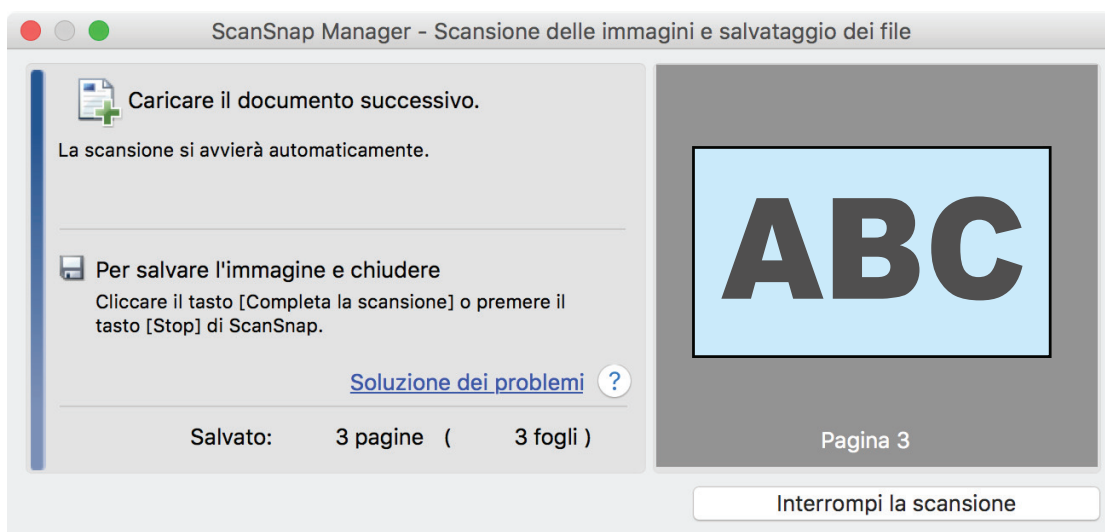 ScanSnap Manager - Scansione delle immagini e salvataggio dei file
Caricare il documento successivo.
La scansione si avvierà automaticamente.
Per salvare l'immagine e chiudere
Cliccare il tasto [Completa la scansione] o premere il
tasto [Stop] di ScanSnap.
Soluzione dei problemi ?
Salvato: 3 pagine ( 3 fogli )
ABC
Pagina 3
Interrompi la scansione